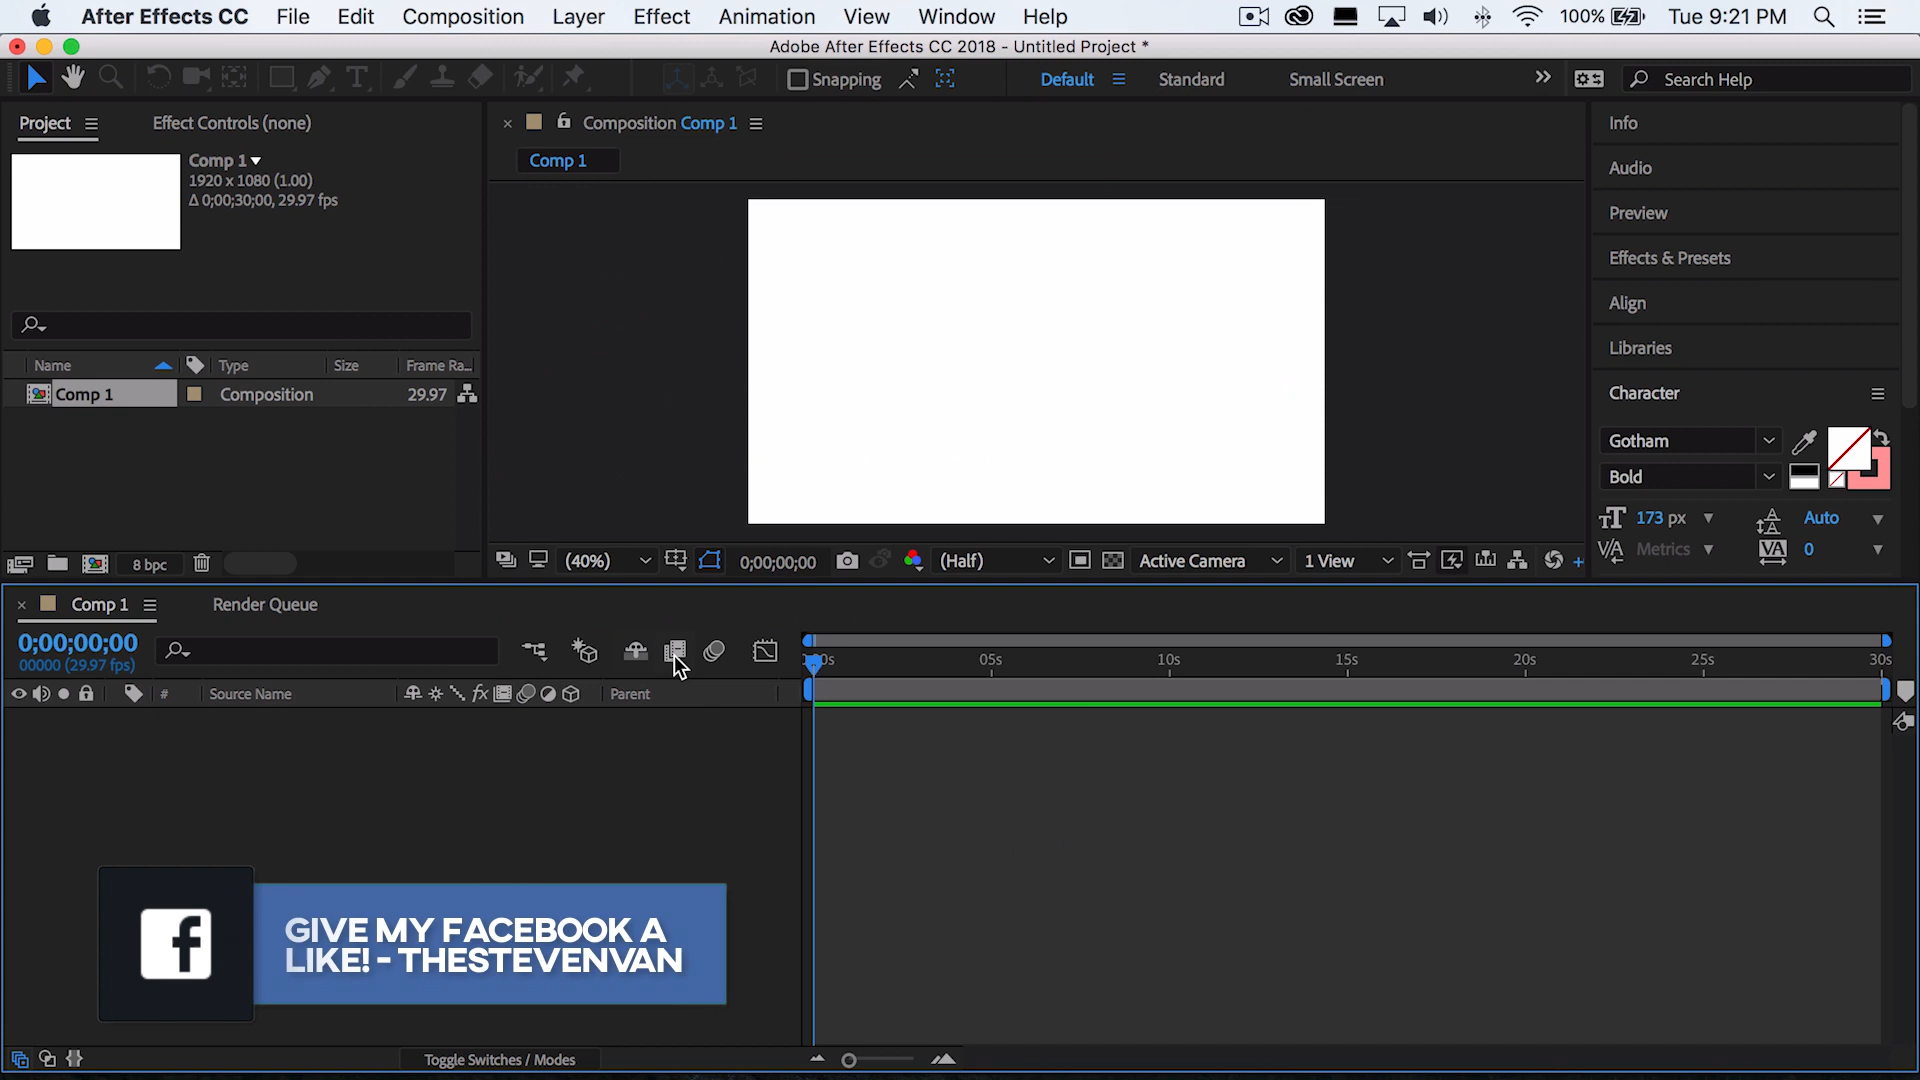 After Effects CC File Edit Composition Layer Effect Animation View Window Help 100% Tue 9:21 PM
Adobe After Effects CC 2018 - Untitled Project *
Snapping Default Standard Small Screen Search Help
Project Effect Controls (none)
Composition Comp 1
Comp 1
Comp 1
1920 x 1080 (1.00)
Δ 0;00;30;00, 29.97 fps
Name Type Size Frame Ra...
Comp 1 Composition 29.97
8 bpc
(40%) 0;00;00;00 (Half) Active Camera 1 View
Info
Audio
Preview
Effects & Presets
Align
Libraries
Character
Gotham
Bold
173 px Auto
Metrics 0
Comp 1 Render Queue
0;00;00;00
00000 (29.97 fps)
05s 10s 15s 20s 25s 30s
# Source Name fx Parent
GIVE MY FACEBOOK A
LIKE! - THESTEVENVAN
Toggle Switches / Modes